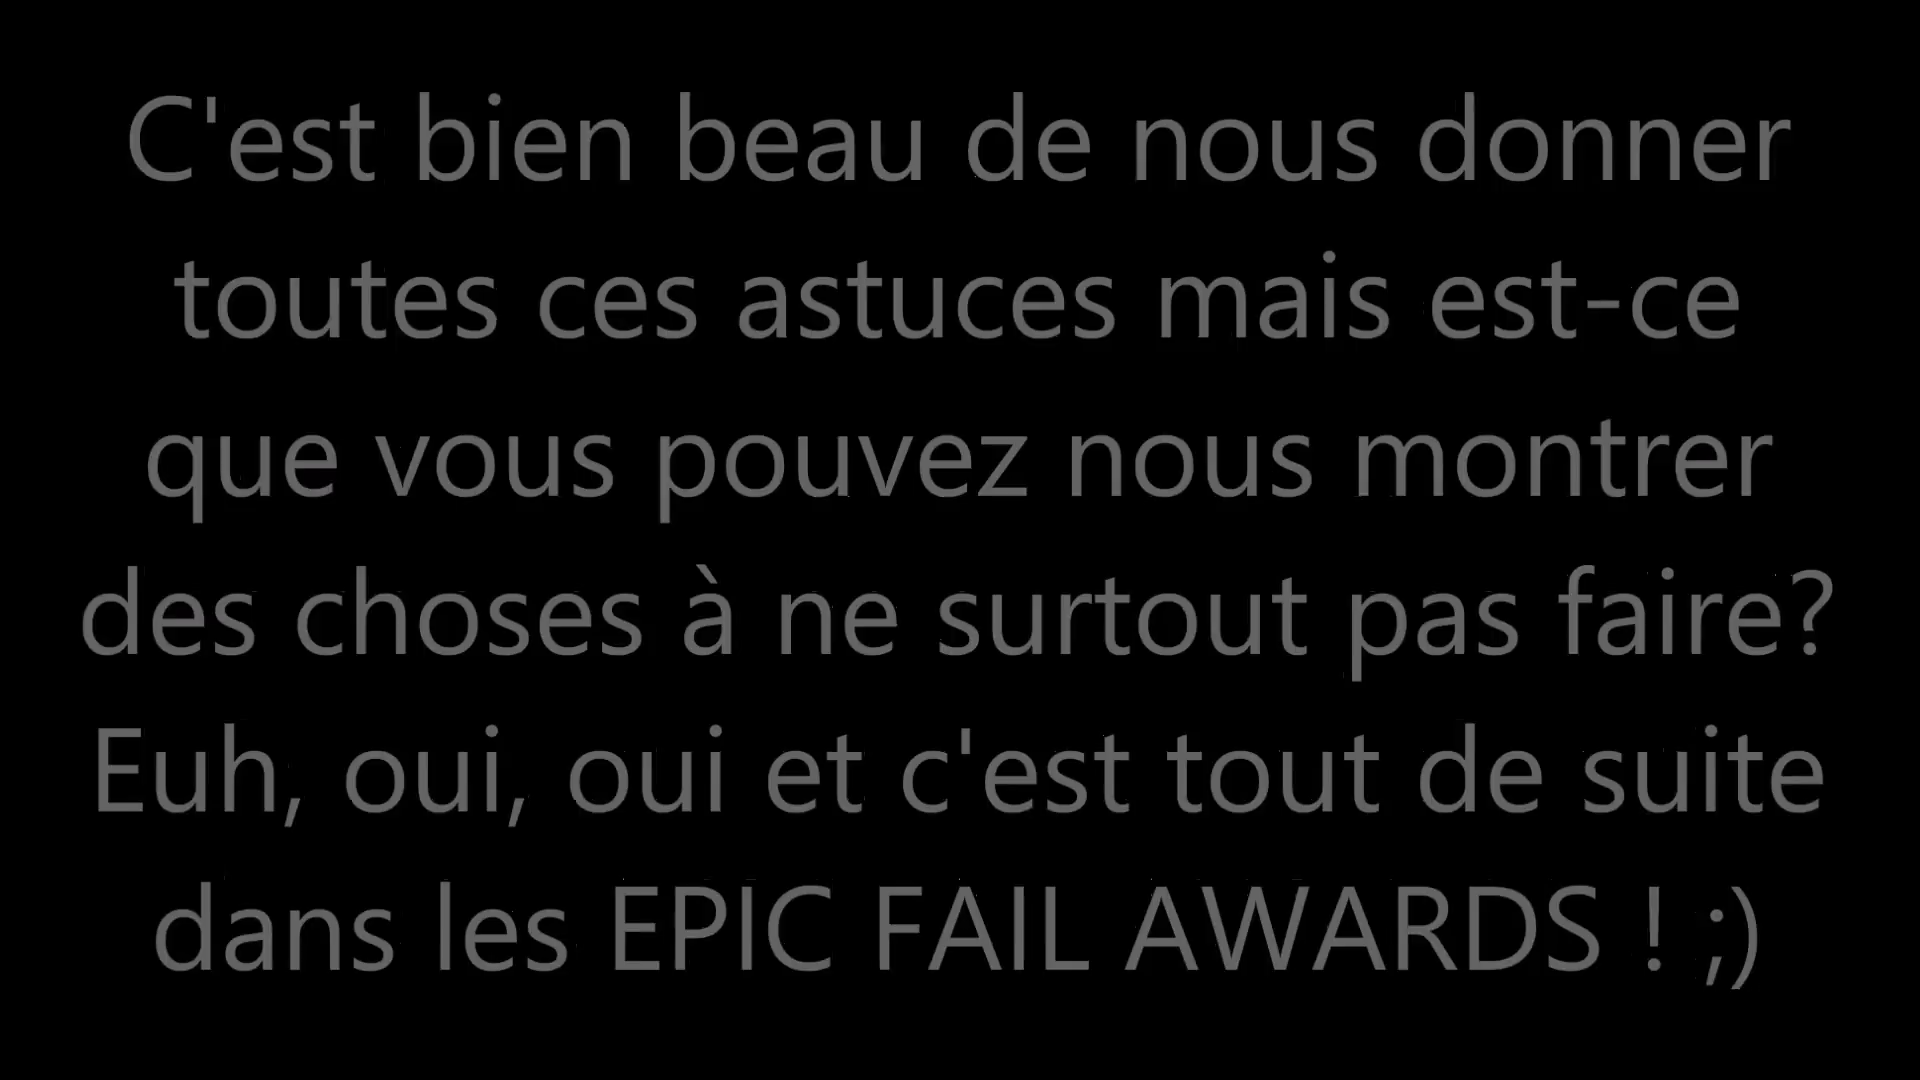 C'est bien beau de nous donner
toutes ces astuces mais est-ce
que vous pouvez nous montrer
des choses à ne surtout pas faire?
Euh, oui, oui et c'est tout de suite
dans les EPIC FAIL AWARDS ! ;)